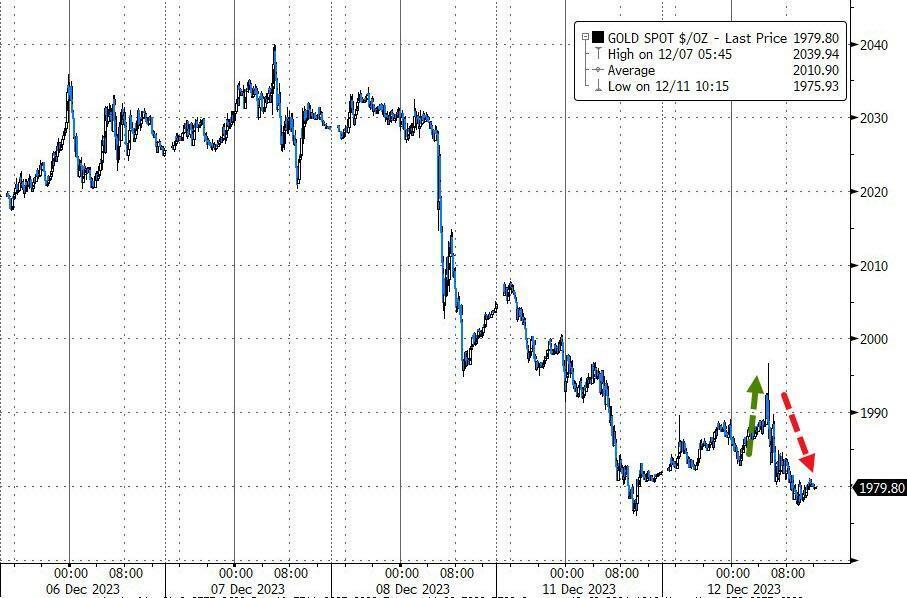 GOLD SPOT $/OZ - Last Price 1979.80
High on 12/07 05:45 2039.94
Average 2010.90
Low on 12/11 10:15 1975.93
2040
2030
2020
2010
2000
1990
1979.80
00:00 08:00 00:00 08:00 00:00 08:00 00:00 08:00 00:00 08:00
06 Dec 2023 07 Dec 2023 08 Dec 2023 11 Dec 2023 12 Dec 2023